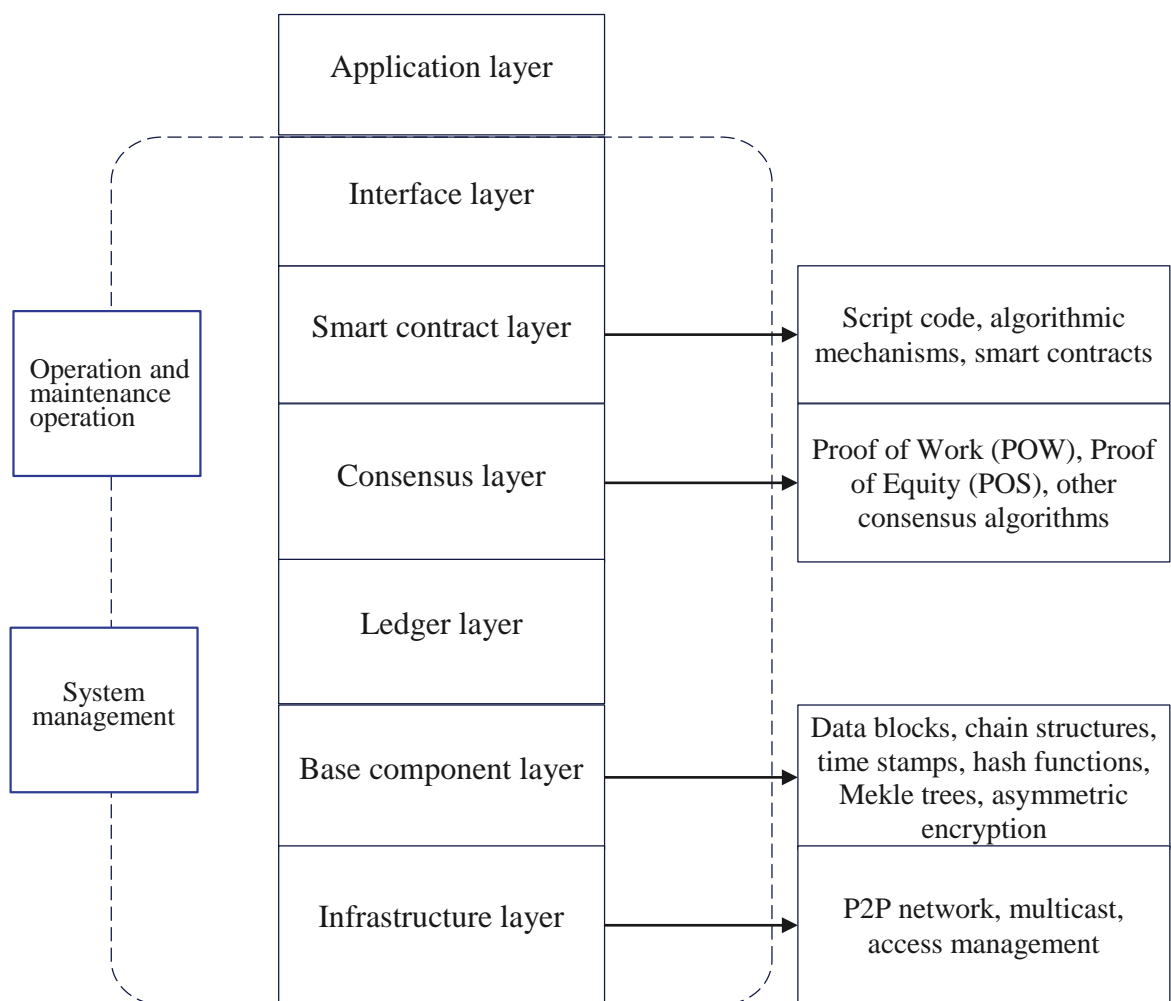 Application layer
Interface layer
Smart contract layer
Script code, algorithmic
mechanisms, smart contracts
Operation and
maintenance
operation
Consensus layer
Proof of Work (POW), Proof
of Equity (POS), other
consensus algorithms
Ledger layer
System
management
Base component layer
Data blocks, chain structures,
time stamps, hash functions,
Mekle trees, asymmetric
encryption
Infrastructure layer
P2P network, multicast,
access management